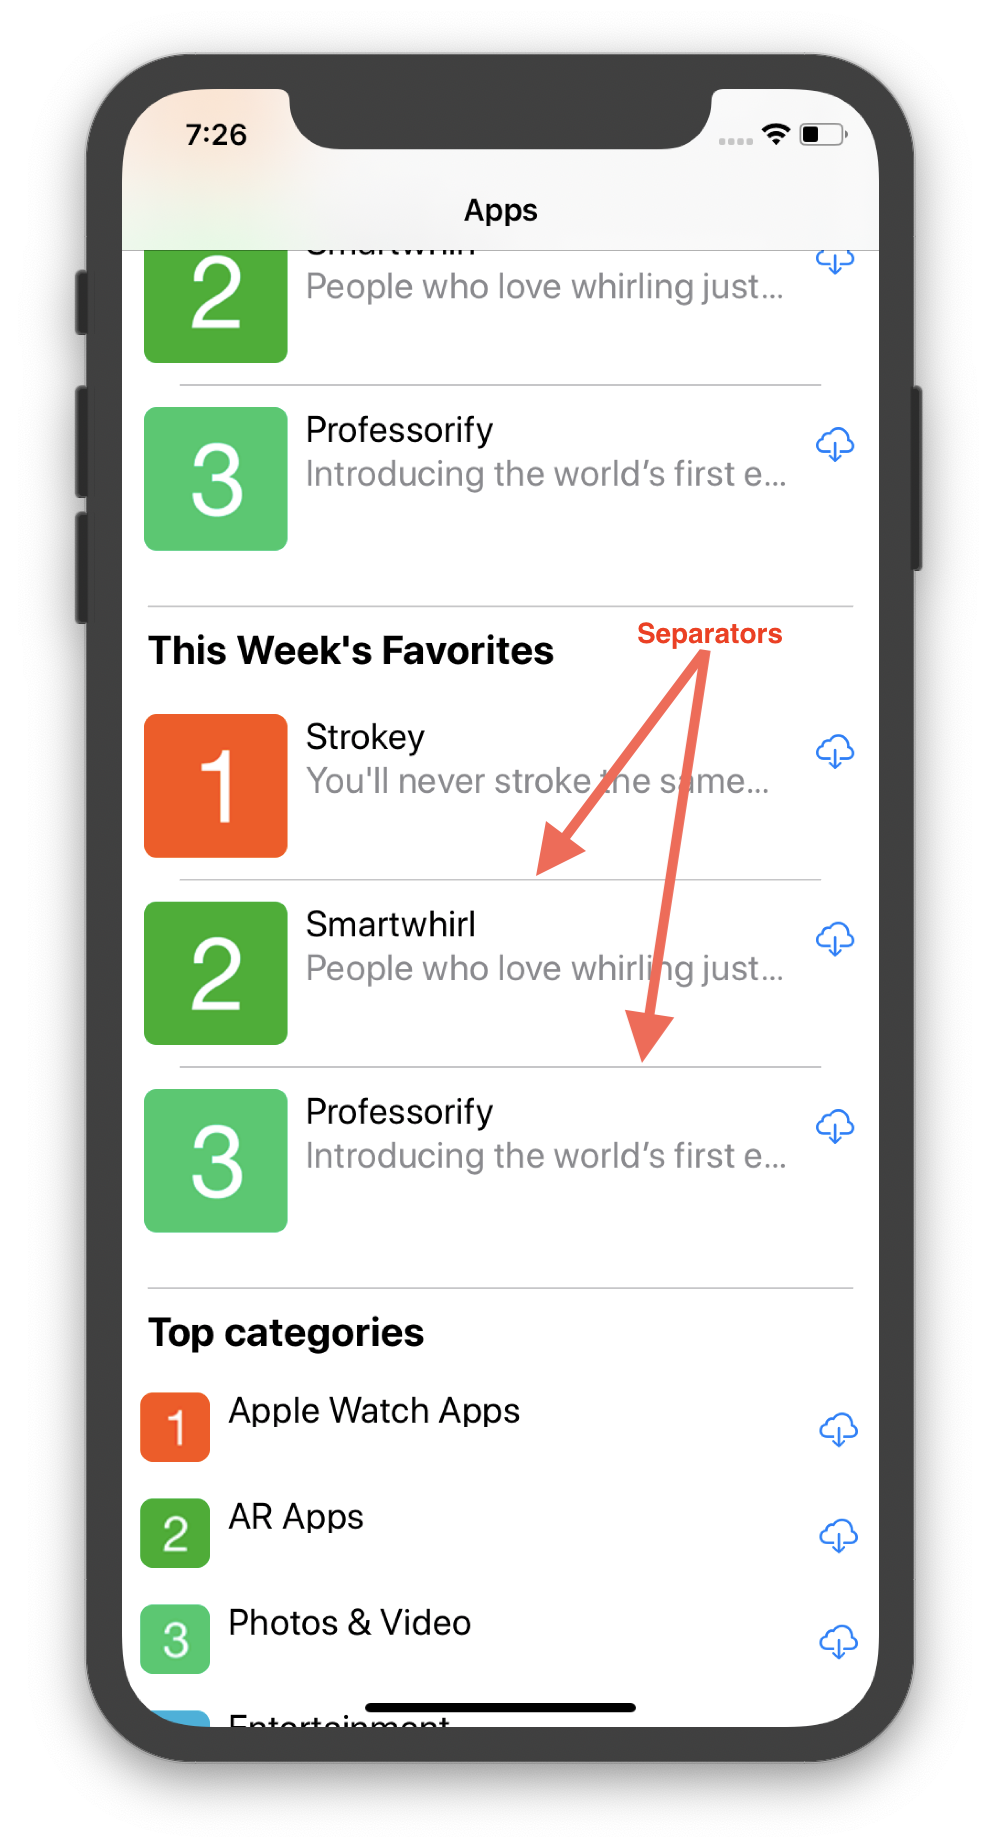 7:26
Apps
Smartwhirl
2
People who love whirling just...
3
Professorify
Introducing the world's first e...
This Week's Favorites
Separators
1
Strokey
You'll never stroke the same...
2
Smartwhirl
People who love whirling just...
3
Professorify
Introducing the world's first e...
Top categories
1
Apple Watch Apps
2
AR Apps
3
Photos & Video
Entertainment